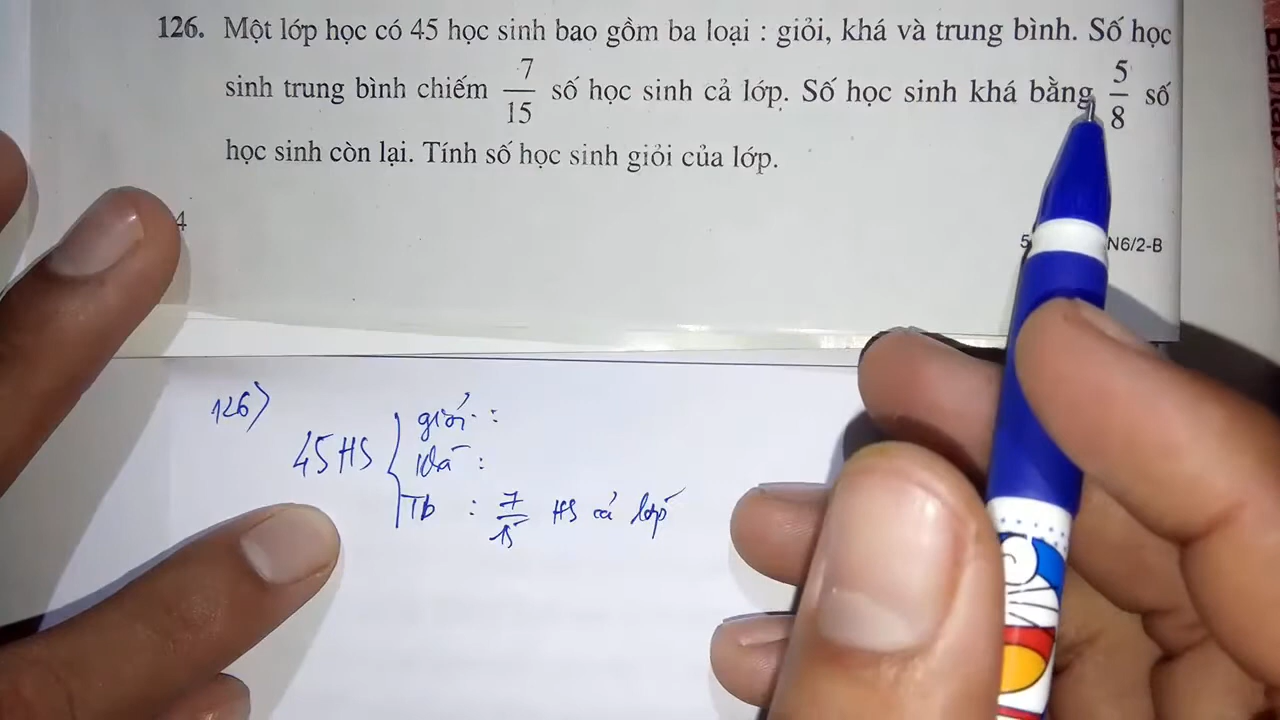 126. Một lớp học có 45 học sinh bao gồm ba loại : giỏi, khá và trung bình. Số học
sinh trung bình chiếm 7/15 số học sinh cả lớp. Số học sinh khá bằng 5/8 số
học sinh còn lại. Tính số học sinh giỏi của lớp.
4
5 N6/2-B
126)
giỏi :
45HS
khá :
Tb : 7/15 HS cả lớp